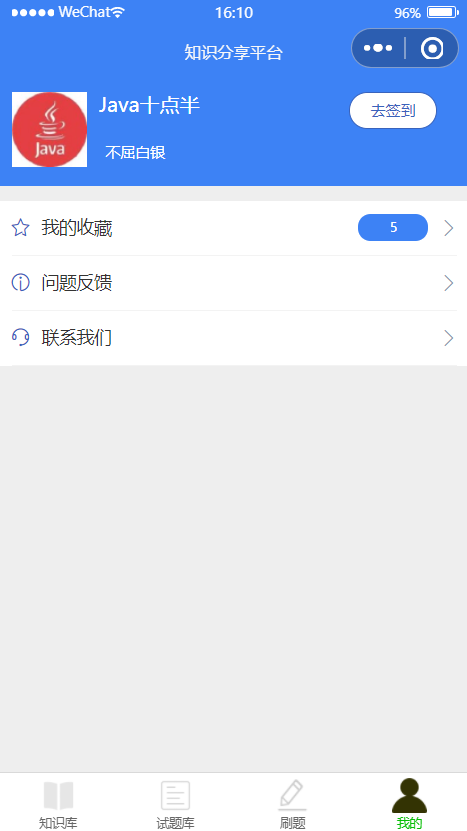 WeChat 16:10 96%
知识分享平台
Java十点半
去签到
Java
不屈白银
我的收藏 5
问题反馈
联系我们
知识库 试题库 刷题 我的